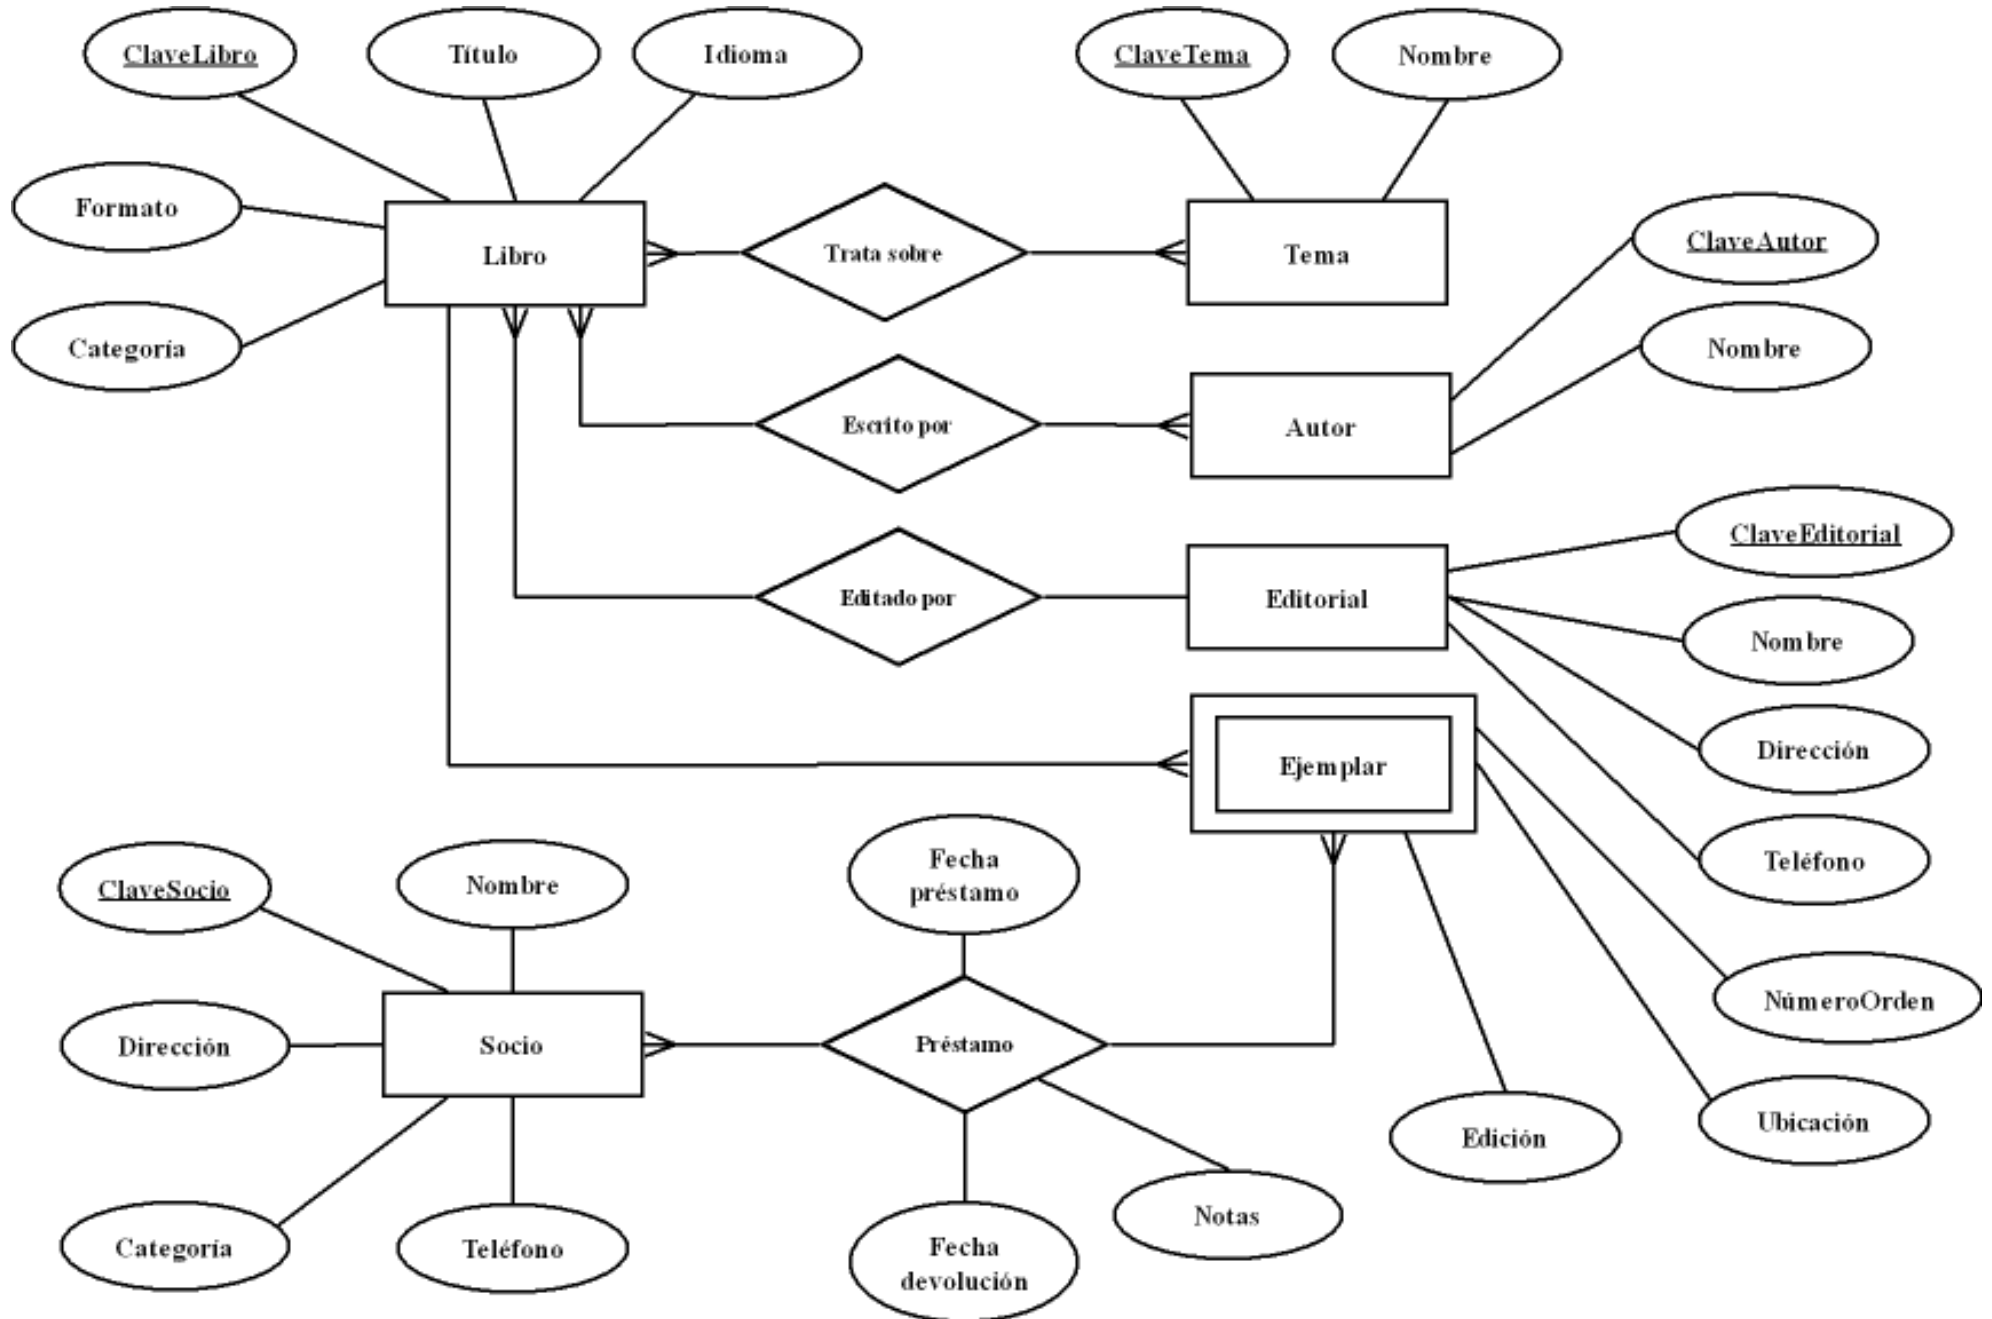 ClaveLibro
Título
Idioma
ClaveTema
Nombre
Formato
Libro
Trata sobre
Tema
ClaveAutor
Categoría
Nombre
Escrito por
Autor
ClaveEditorial
Editado por
Editorial
Nombre
Dirección
Ejemplar
Teléfono
ClaveSocio
Nombre
Fecha
préstamo
NúmeroOrden
Dirección
Socio
Préstamo
Ubicación
Edición
Notas
Categoría
Teléfono
Fecha
devolución